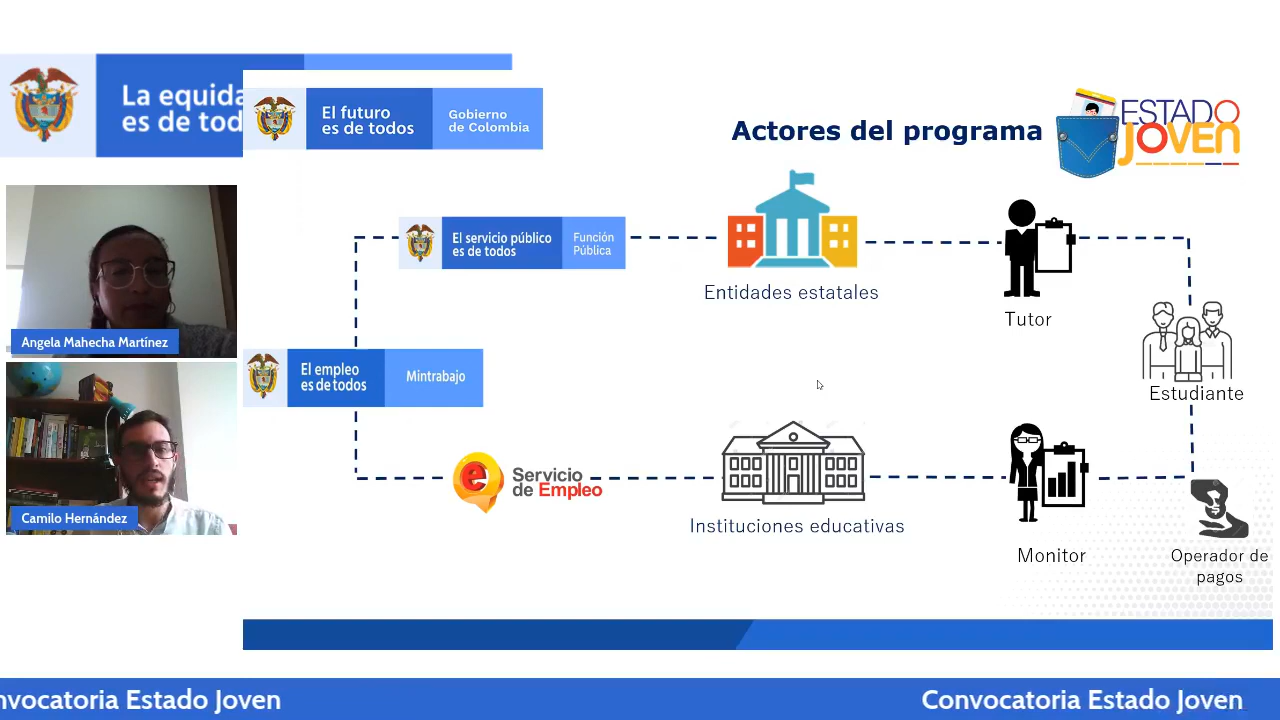 La equida
es de tod
El futuro
es de todos
Gobierno
de Colombia
Actores del programa
ESTADO
JOVEN
El servicio público
es de todos
Función
Pública
Entidades estatales
Tutor
Angela Mahecha Martínez
El empleo
es de todos
Mintrabajo
Estudiante
e
Servicio
de Empleo
Instituciones educativas
Camilo Hernández
Monitor
Operador de
pagos
nvocatoria Estado Joven
Convocatoria Estado Joven